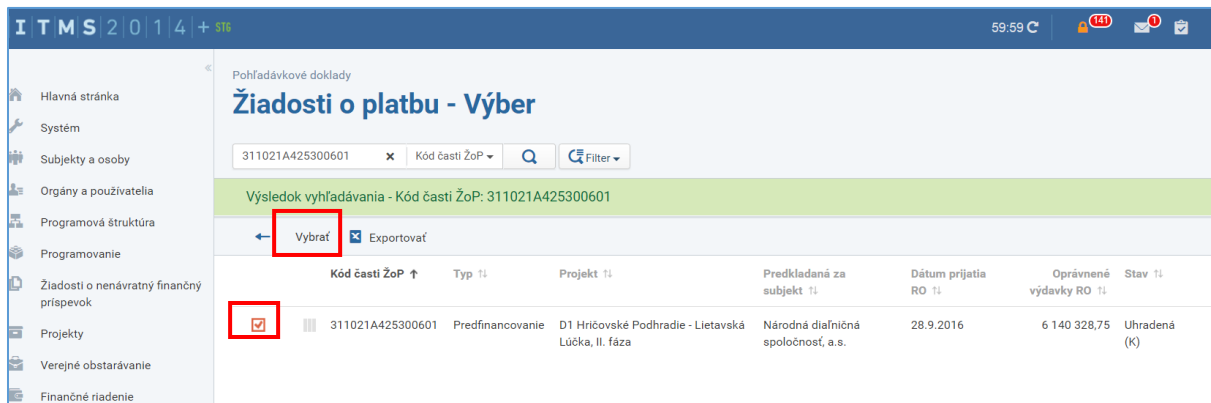 ITMS2014+ STG
59:59
141
1
«
Hlavná stránka
Systém
Subjekty a osoby
Orgány a používatelia
Programová štruktúra
Programovanie
Žiadosti o nenávratný finančný
príspevok
Projekty
Verejné obstarávanie
Finančné riadenie
Pohľadávkové doklady
Žiadosti o platbu - Výber
311021A425300601 Kód časti ŽoP Filter
Výsledok vyhľadávania - Kód časti ŽoP: 311021A425300601
Vybrať Exportovať
Kód časti ŽoP Typ Projekt Predkladaná za Dátum prijatia Oprávnené Stav
subjekt RO výdavky RO
311021A425300601 Predfinancovanie D1 Hričovské Podhradie - Lietavská Národná diaľničná 28.9.2016 6 140 328,75 Uhradená
Lúčka, II. fáza spoločnosť, a.s. (K)